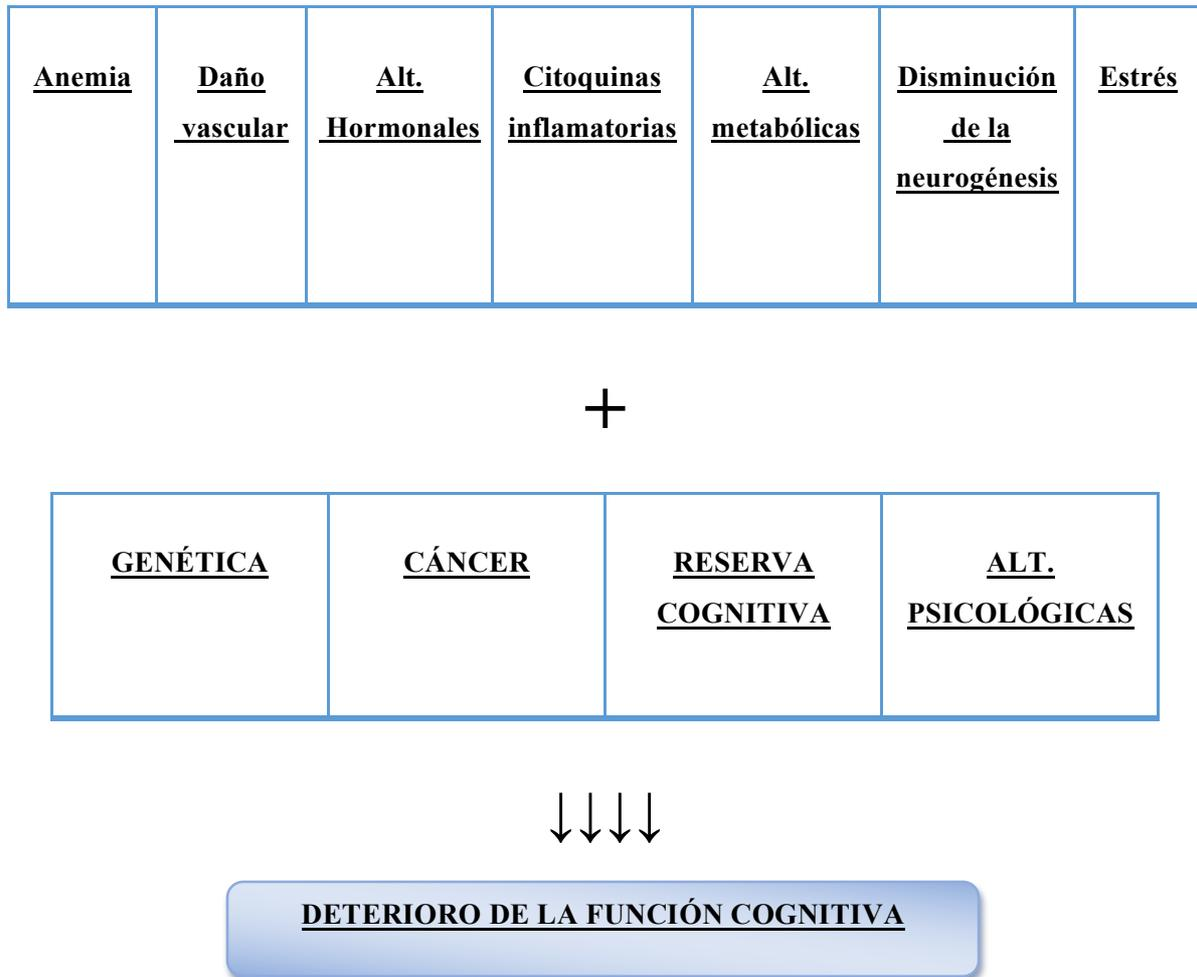 Anemia
Daño
vascular
Alt.
Hormonales
Citoquinas
inflamatorias
Alt.
metabólicas
Disminución
de la
neurogénesis
Estrés
+
GENÉTICA
CÁNCER
RESERVA
COGNITIVA
ALT.
PSICOLÓGICAS
↓↓↓↓
DETERIORO DE LA FUNCIÓN COGNITIVA